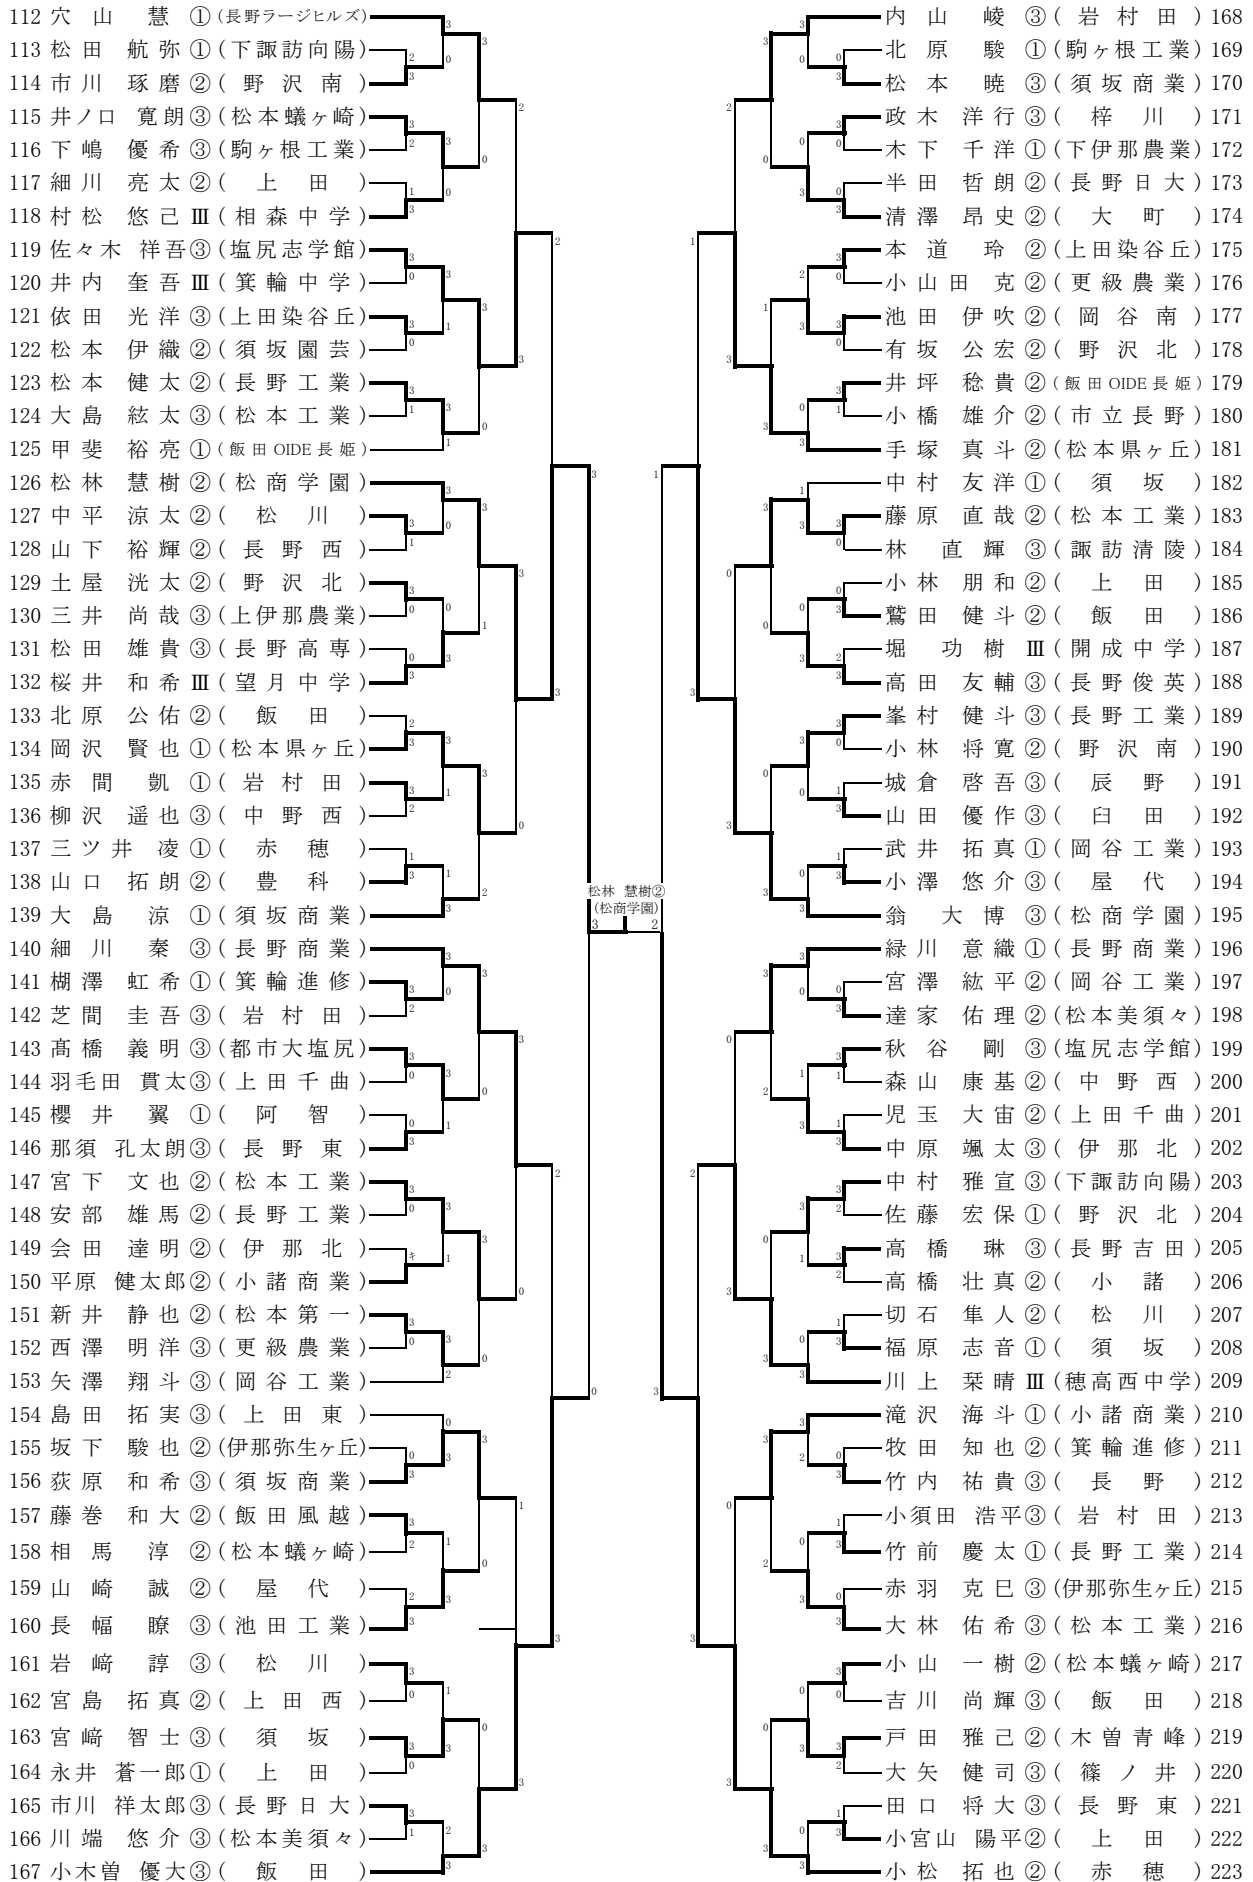 112 穴山 慧 ① (長野ラージヒルズ)
113 松田 航弥 ① (下諏訪向陽)
114 市川 琢磨 ② (野沢南)
115 井ノ口 寛朗 ③ (松本蟻ヶ崎)
116 下嶋 優希 ③ (駒ヶ根工業)
117 細川 亮太 ② (上田)
118 村松 悠己 Ⅲ (相森中学)
119 佐々木 祥吾 ③ (塩尻志学館)
120 井内 奎吾 Ⅲ (箕輪中学)
121 依田 光洋 ③ (上田染谷丘)
122 松本 伊織 ② (須坂園芸)
123 松本 健太 ② (長野工業)
124 大島 絃太 ③ (松本工業)
125 甲斐 裕亮 ① (飯田OIDE長姫)
126 松林 慧樹 ② (松商学園)
127 中平 涼太 ② (松川)
128 山下 裕輝 ② (長野西)
129 土屋 洸太 ② (野沢北)
130 三井 尚哉 ③ (上伊那農業)
131 松田 雄貴 ③ (長野高専)
132 桜井 和希 Ⅲ (望月中学)
133 北原 公佑 ② (飯田)
134 岡沢 賢也 ① (松本県ヶ丘)
135 赤間 凱 ① (岩村田)
136 柳沢 遥也 ③ (中野西)
137 三ツ井 凌 ① (赤穂)
138 山口 拓朗 ② (豊科)
139 大島 涼 ① (須坂商業)
140 細川 秦 ③ (長野商業)
141 楜澤 虹希 ① (箕輪進修)
142 芝間 圭吾 ③ (岩村田)
143 髙橋 義明 ③ (都市大塩尻)
144 羽毛田 貫太 ③ (上田千曲)
145 櫻井 翼 ① (阿智)
146 那須 孔太朗 ③ (長野東)
147 宮下 文也 ② (松本工業)
148 安部 雄馬 ② (長野工業)
149 会田 達明 ② (伊那北)
150 平原 健太郎 ② (小諸商業)
151 新井 静也 ② (松本第一)
152 西澤 明洋 ③ (更級農業)
153 矢澤 翔斗 ③ (岡谷工業)
154 島田 拓実 ③ (上田東)
155 坂下 駿也 ② (伊那弥生ヶ丘)
156 荻原 和希 ③ (須坂商業)
157 藤巻 和大 ② (飯田風越)
158 相馬 淳 ② (松本蟻ヶ崎)
159 山崎 誠 ② (屋代)
160 長幅 瞭 ③ (池田工業)
161 岩﨑 諄 ③ (松川)
162 宮島 拓真 ② (上田西)
163 宮﨑 智士 ③ (須坂)
164 永井 蒼一郎 ① (上田)
165 市川 祥太郎 ③ (長野日大)
166 川端 悠介 ③ (松本美須々)
167 小木曽 優大 ③ (飯田)
松林 慧樹②
(松商学園)
3 2
内山 崚 ③ (岩村田) 168
北原 駿 ① (駒ヶ根工業) 169
松本 暁 ③ (須坂商業) 170
政木 洋行 ③ (梓川) 171
木下 千洋 ① (下伊那農業) 172
半田 哲朗 ② (長野日大) 173
清澤 昂史 ② (大町) 174
本道 玲 ② (上田染谷丘) 175
小山田 克 ② (更級農業) 176
池田 伊吹 ② (岡谷南) 177
有坂 公宏 ② (野沢北) 178
井坪 稔貴 ② (飯田OIDE長姫) 179
小橋 雄介 ② (市立長野) 180
手塚 真斗 ② (松本県ヶ丘) 181
中村 友洋 ① (須坂) 182
藤原 直哉 ② (松本工業) 183
林 直輝 ③ (諏訪清陵) 184
小林 朋和 ② (上田) 185
鷲田 健斗 ② (飯田) 186
堀 功樹 Ⅲ (開成中学) 187
高田 友輔 ③ (長野俊英) 188
峯村 健斗 ③ (長野工業) 189
小林 将寛 ② (野沢南) 190
城倉 啓吾 ③ (辰野) 191
山田 優作 ③ (臼田) 192
武井 拓真 ① (岡谷工業) 193
小澤 悠介 ③ (屋代) 194
翁 大博 ③ (松商学園) 195
緑川 意織 ① (長野商業) 196
宮澤 紘平 ② (岡谷工業) 197
達家 佑理 ② (松本美須々) 198
秋谷 剛 ③ (塩尻志学館) 199
森山 康基 ② (中野西) 200
児玉 大宙 ② (上田千曲) 201
中原 颯太 ③ (伊那北) 202
中村 雅宣 ③ (下諏訪向陽) 203
佐藤 宏保 ① (野沢北) 204
高橋 琳 ③ (長野吉田) 205
高橋 壮真 ② (小諸) 206
切石 隼人 ② (松川) 207
福原 志音 ① (須坂) 208
川上 栞晴 Ⅲ (穂高西中学) 209
滝沢 海斗 ① (小諸商業) 210
牧田 知也 ② (箕輪進修) 211
竹内 祐貴 ③ (長野) 212
小須田 浩平 ③ (岩村田) 213
竹前 慶太 ① (長野工業) 214
赤羽 克巳 ③ (伊那弥生ヶ丘) 215
大林 佑希 ③ (松本工業) 216
小山 一樹 ② (松本蟻ヶ崎) 217
吉川 尚輝 ③ (飯田) 218
戸田 雅己 ② (木曽青峰) 219
大矢 健司 ③ (篠ノ井) 220
田口 将大 ③ (長野東) 221
小宮山 陽平 ② (上田) 222
小松 拓也 ② (赤穂) 223